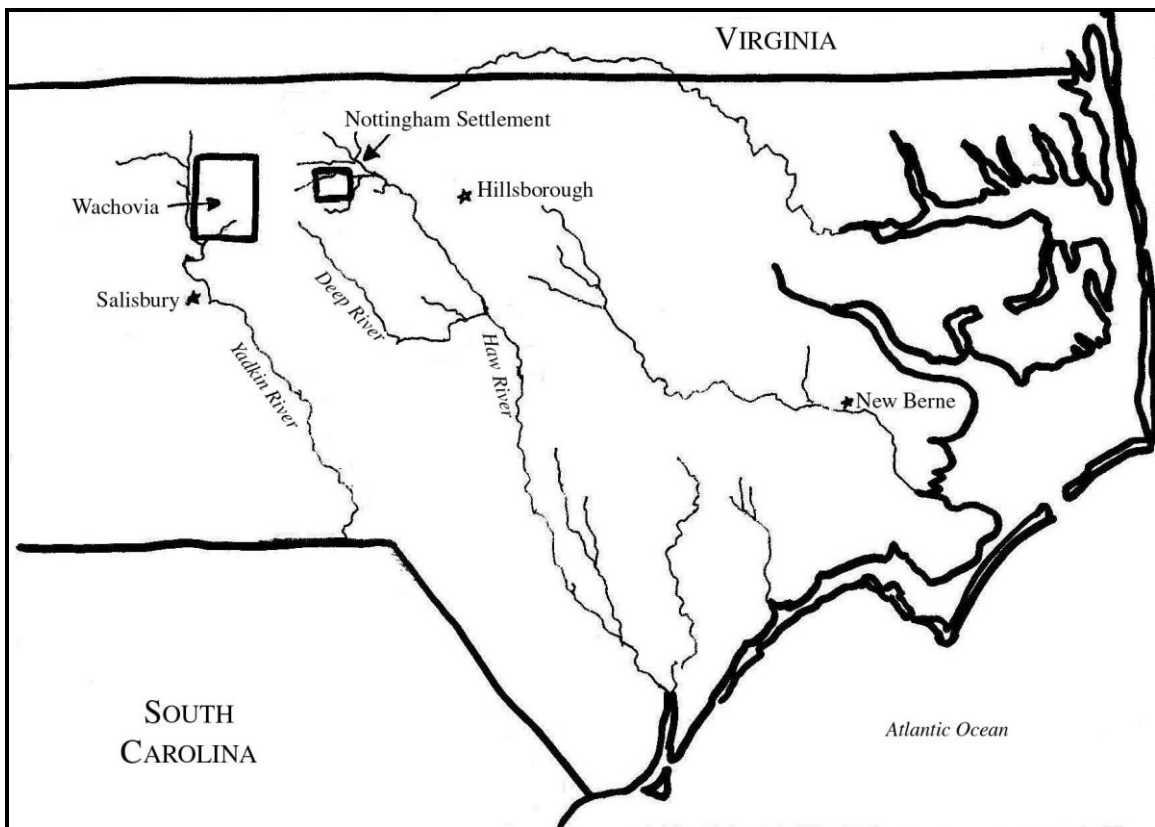 VIRGINIA
Nottingham Settlement
Hillsborough
Wachovia
Salisbury
Deep River
Yadkin River
Haw River
New Berne
SOUTH
CAROLINA
Atlantic Ocean